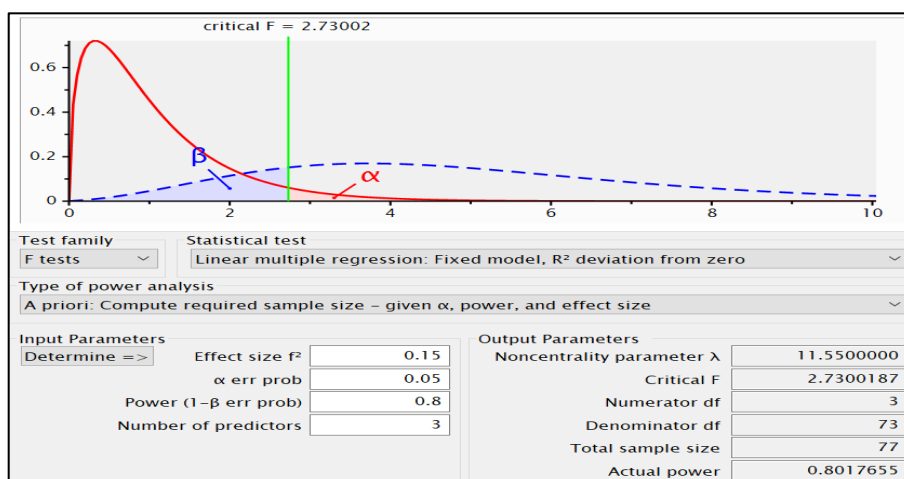 critical F = 2.73002
0.6
0.4
0.2
0
β
α
0 2 4 6 8 10
Test family Statistical test
F tests Linear multiple regression: Fixed model, R² deviation from zero
Type of power analysis
A priori: Compute required sample size – given α, power, and effect size
Input Parameters Output Parameters
Determine => Effect size f² 0.15 Noncentrality parameter λ 11.5500000
α err prob 0.05 Critical F 2.7300187
Power (1-β err prob) 0.8 Numerator df 3
Number of predictors 3 Denominator df 73
Total sample size 77
Actual power 0.8017655